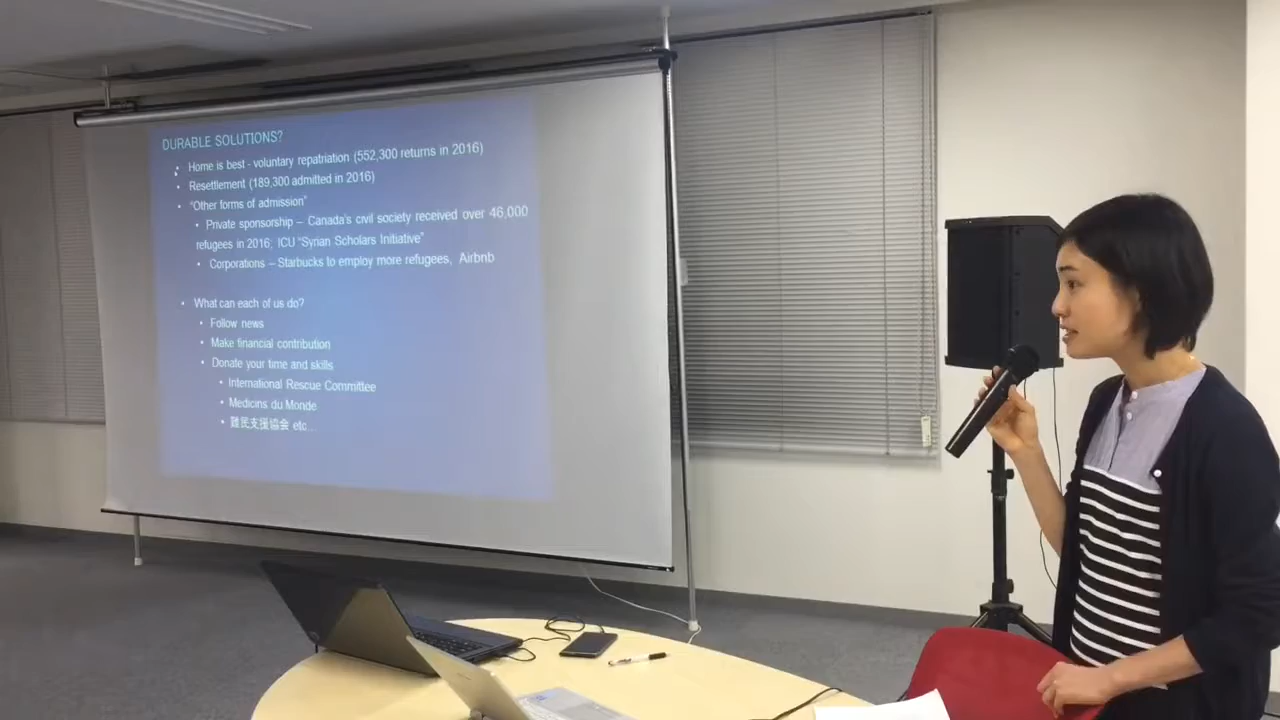 DURABLE SOLUTIONS?
Home is best - voluntary repatriation (552,300 returns in 2016)
Resettlement (189,300 admitted in 2016)
"Other forms of admission"
Private sponsorship – Canada's civil society received over 46,000
refugees in 2016; ICU "Syrian Scholars Initiative"
Corporations – Starbucks to employ more refugees, Airbnb
What can each of us do?
Follow news
Make financial contribution
Donate your time and skills
International Rescue Committee
Medicins du Monde
難民支援協会 etc...